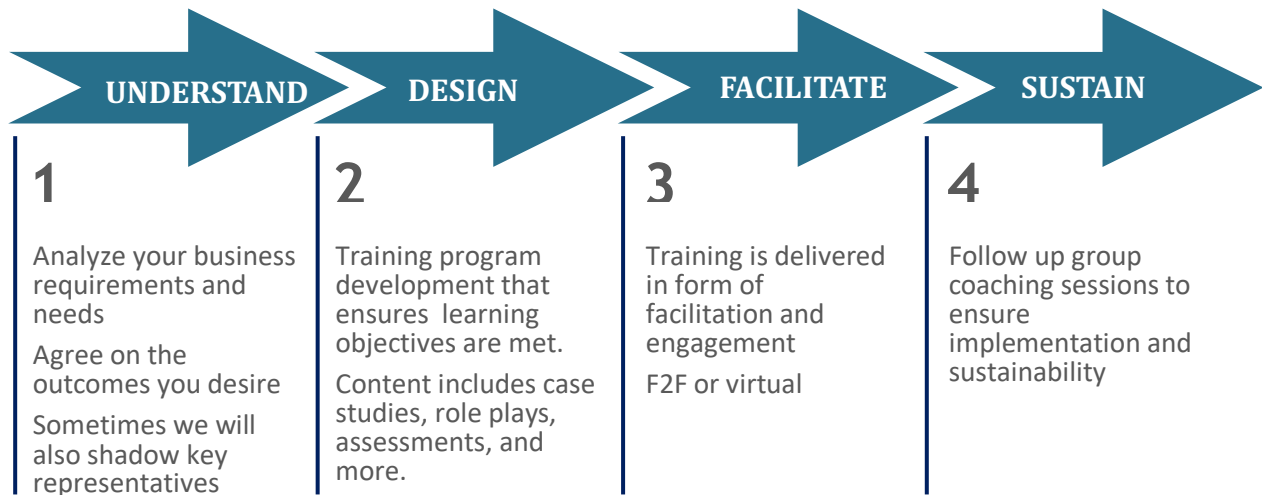 UNDERSTAND
DESIGN
FACILITATE
SUSTAIN
1
Analyze your business
requirements and
needs
Agree on the
outcomes you desire
Sometimes we will
also shadow key
representatives
2
Training program
development that
ensures  learning
objectives are met.
Content includes case
studies, role plays,
assessments, and
more.
3
Training is delivered
in form of
facilitation and
engagement
F2F or virtual
4
Follow up group
coaching sessions to
ensure
implementation and
sustainability